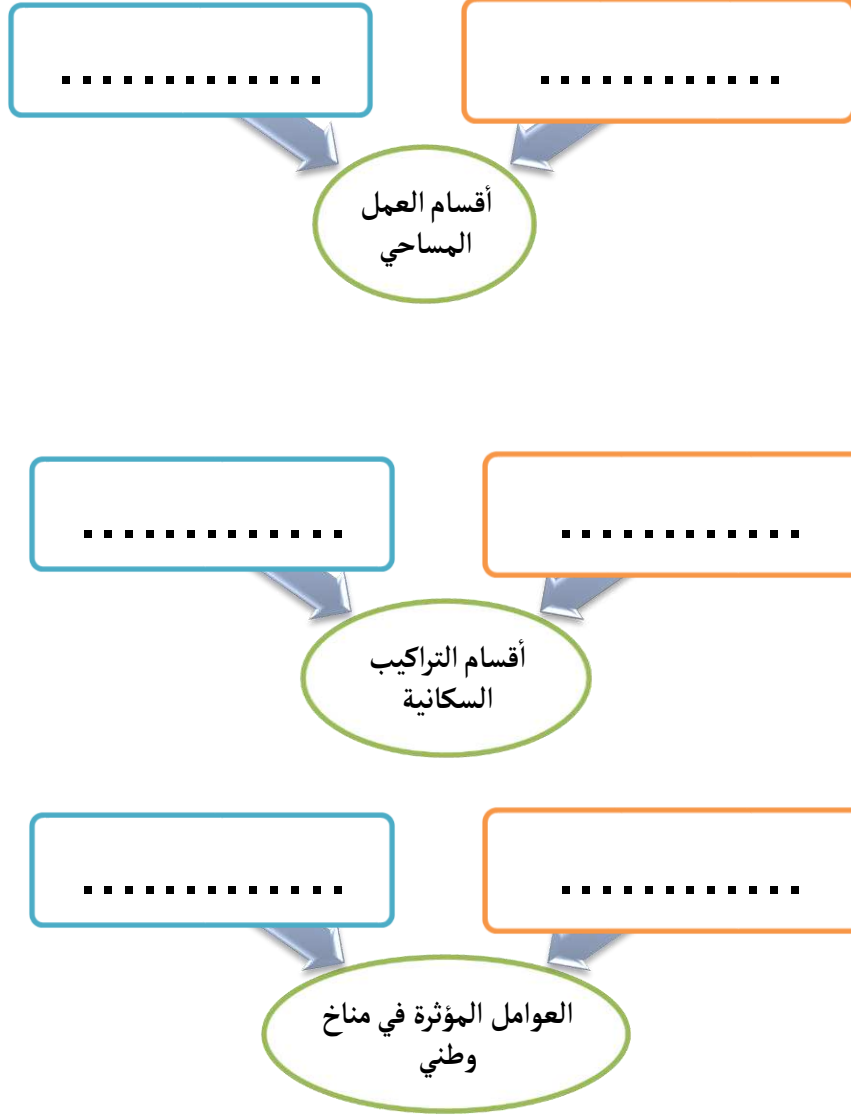 ............ .............
أقسام العمل
المساحي
............ .............
أقسام التراكيب
السكانية
............ .............
العوامل المؤثرة في مناخ
وطني